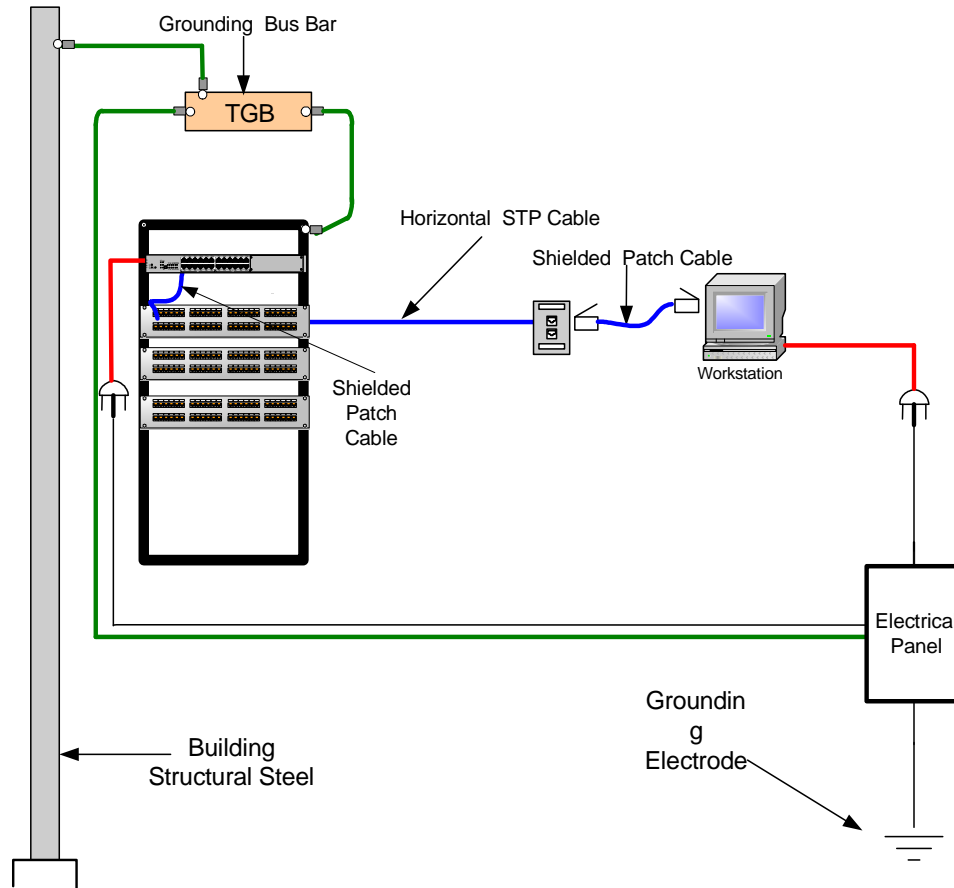 Grounding Bus Bar
TGB
Horizontal STP Cable
Shielded Patch Cable
Workstation
Shielded
Patch
Cable
Electrica
Panel
Building
Structural Steel
Groundin
g
Electrode